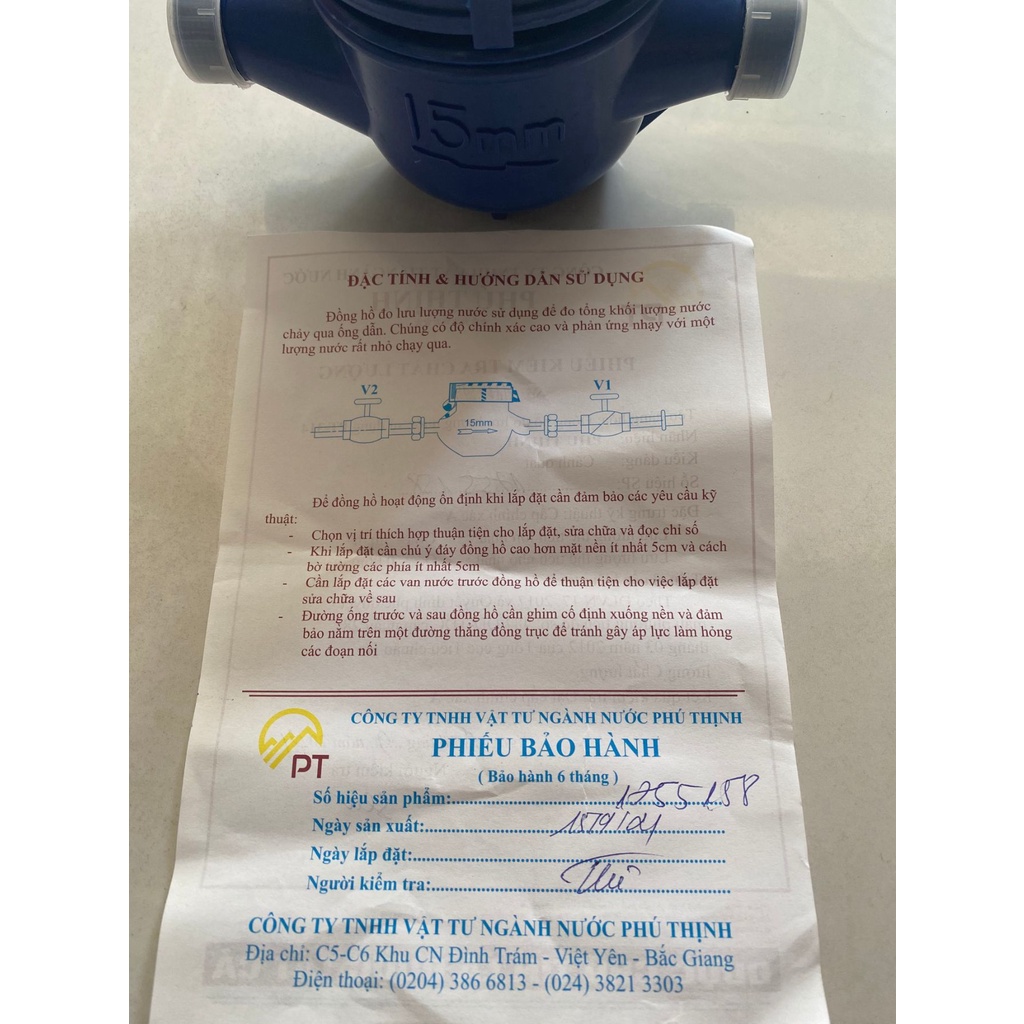 15mm
ĐẶC TÍNH & HƯỚNG DẪN SỬ DỤNG
Đồng hồ đo lưu lượng nước sử dụng để đo tổng khối lượng nước
chảy qua ống dẫn. Chúng có độ chính xác cao và phản ứng nhạy với một
lượng nước rất nhỏ chạy qua.
V2 V1
15mm
Để đồng hồ hoạt động ổn định khi lắp đặt cần đảm bảo các yêu cầu kỹ
thuật:
- Chọn vị trí thích hợp thuận tiện cho lắp đặt, sửa chữa và đọc chỉ số
- Khi lắp đặt cần chú ý đáy đồng hồ cao hơn mặt nền ít nhất 5cm và cách
bờ tường các phía ít nhất 5cm
- Cần lắp đặt các van nước trước đồng hồ để thuận tiện cho việc lắp đặt
sửa chữa về sau
- Đường ống trước và sau đồng hồ cần ghim cố định xuống nền và đảm
bảo nằm trên một đường thẳng đồng trục để tránh gây áp lực làm hỏng
các đoạn nối
CÔNG TY TNHH VẬT TƯ NGÀNH NƯỚC PHÚ THỊNH
PT
PHIẾU BẢO HÀNH
( Bảo hành 6 tháng )
Số hiệu sản phẩm:
Ngày sản xuất:
Ngày lắp đặt:
Người kiểm tra:
CÔNG TY TNHH VẬT TƯ NGÀNH NƯỚC PHÚ THỊNH
Địa chỉ: C5-C6 Khu CN Đình Trám - Việt Yên - Bắc Giang
Điện thoại: (0204) 386 6813 - (024) 3821 3303